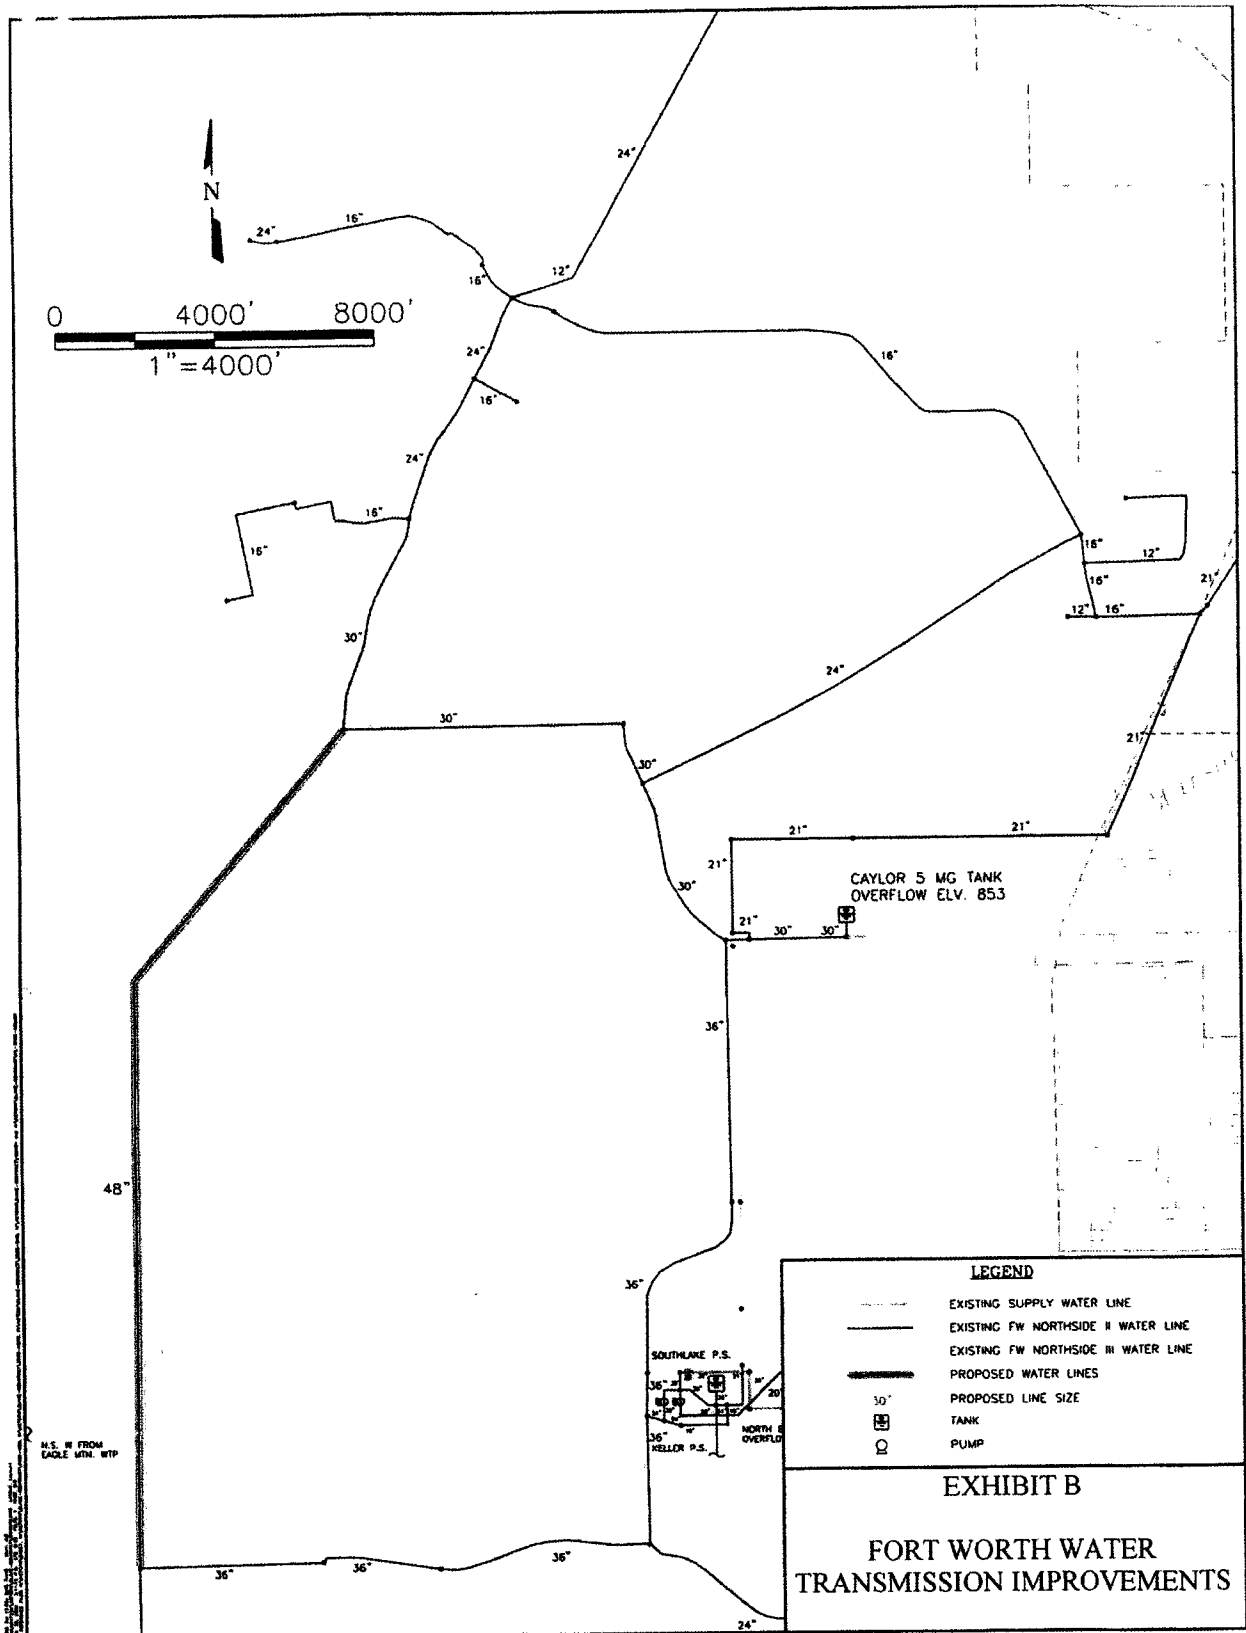 24"
N
24"
16"
16"
12"
0 4000' 8000'
1"=4000'
24"
16"
16"
24"
16"
16"
16"
12"
16"
21"
12"
16"
30"
24"
30"
30"
21"
21"
21"
21"
CAYLOR 5 MG TANK
OVERFLOW ELV. 853
30"
21"
30"
30"
36"
48"
36"
LEGEND
EXISTING SUPPLY WATER LINE
EXISTING FW NORTHSIDE II WATER LINE
EXISTING FW NORTHSIDE III WATER LINE
PROPOSED WATER LINES
30" PROPOSED LINE SIZE
TANK
PUMP
SOUTHLAKE P.S.
36"
20"
36"
KELLER P.S.
NORTH
OVERFLO
N.S. II FROM
EAGLE MTN. WTP
36"
36"
36"
24"
EXHIBIT B
FORT WORTH WATER
TRANSMISSION IMPROVEMENTS